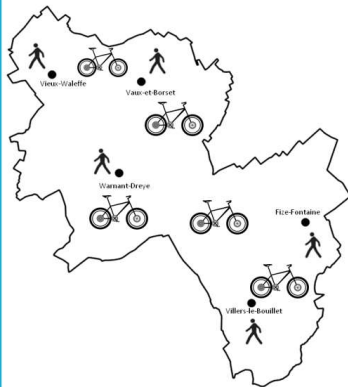 Vieux-Waleffe
Vaux-et-Borset
Warnant-Dreye
Fize-Fontaine
Villers-le-Bouillet